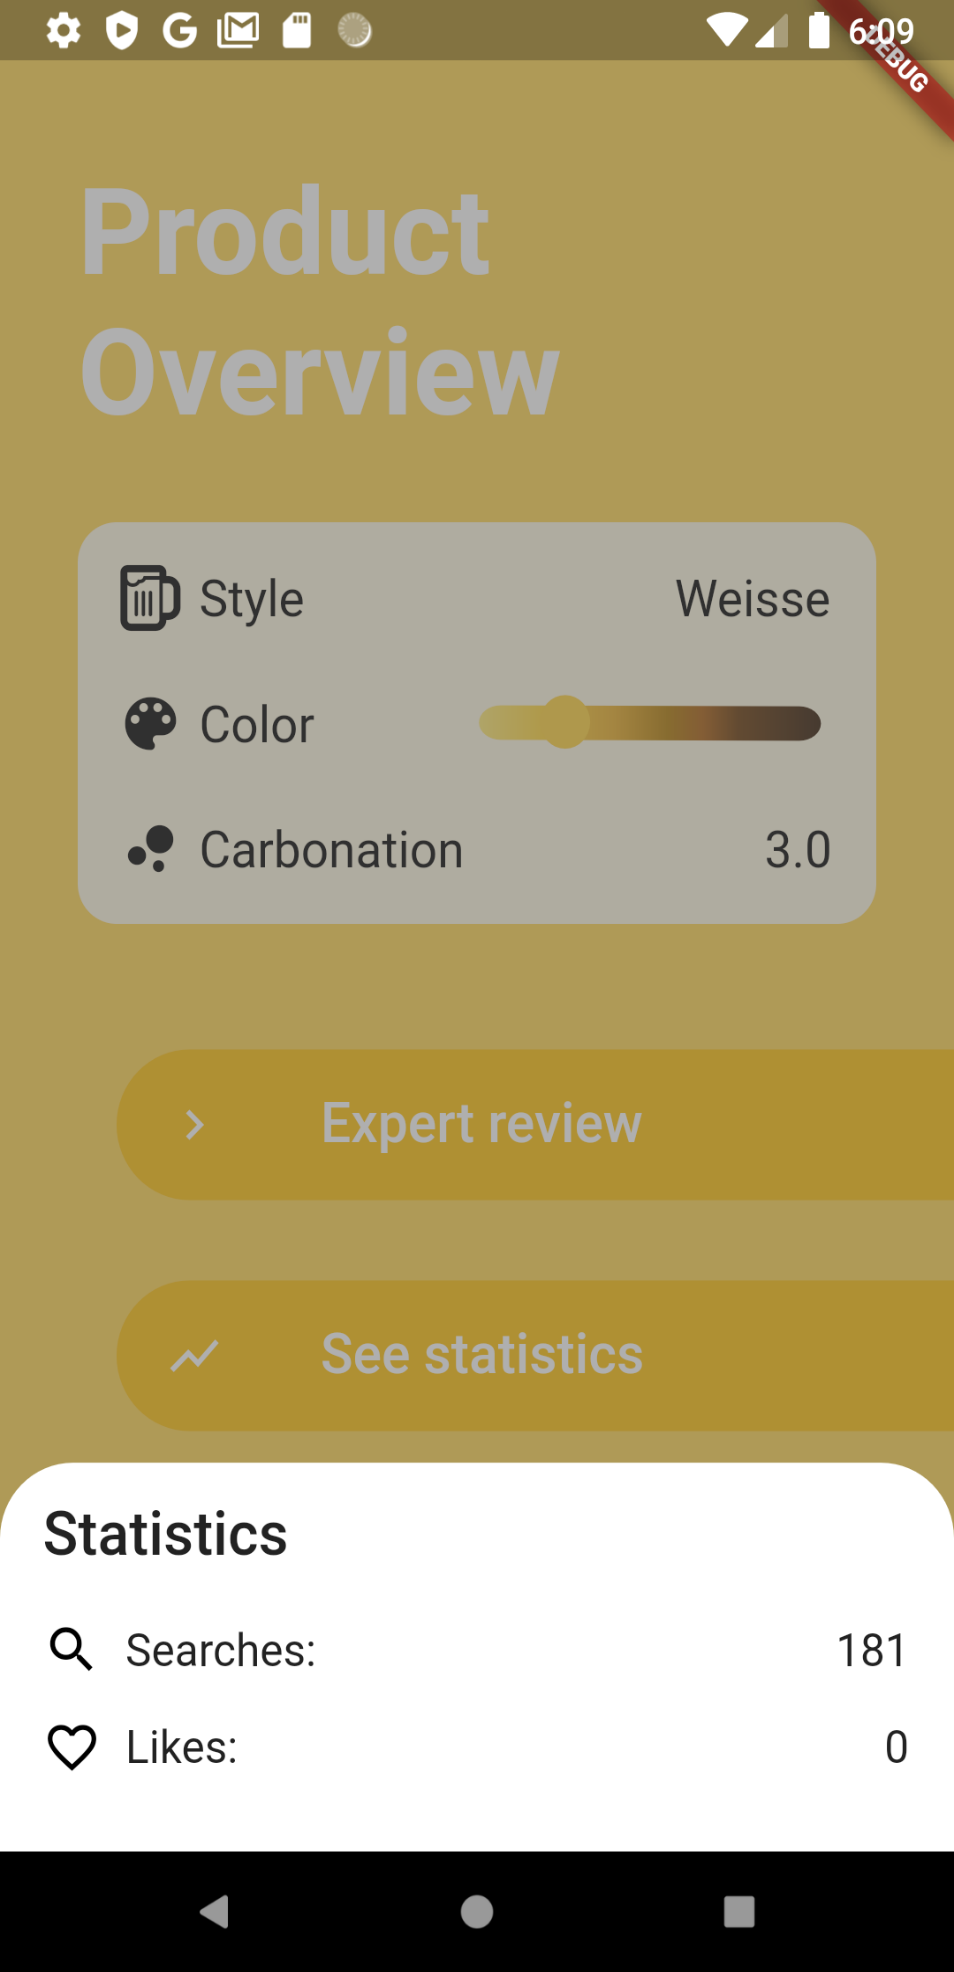 6:09
DEBUG
Product
Overview
Style Weisse
Color
Carbonation 3.0
Expert review
See statistics
Statistics
Searches: 181
Likes: 0